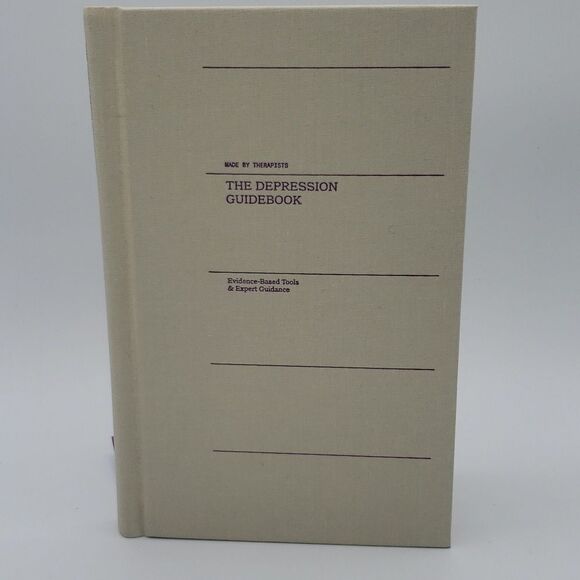 MADE BY THERAPISTS
THE DEPRESSION
GUIDEBOOK
Evidence-Based Tools
& Expert Guidance